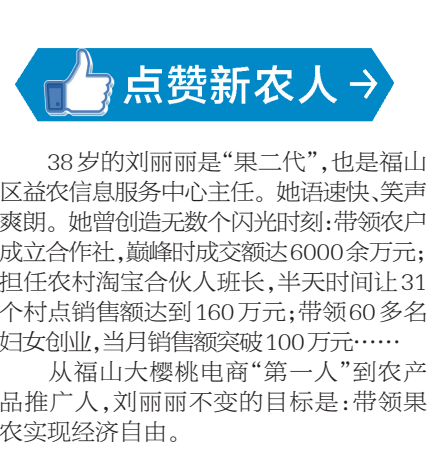 点赞新农人→
38岁的刘丽丽是“果二代”,也是福山
区益农信息服务中心主任。她语速快、笑声
爽朗。她曾创造无数个闪光时刻:带领农户
成立合作社,巅峰时成交额达6000余万元;
担任农村淘宝合伙人班长,半天时间让31
个村点销售额达到160万元;带领60多名
妇女创业,当月销售额突破100万元……
从福山大樱桃电商“第一人”到农产
品推广人,刘丽丽不变的目标是:带领果
农实现经济自由。